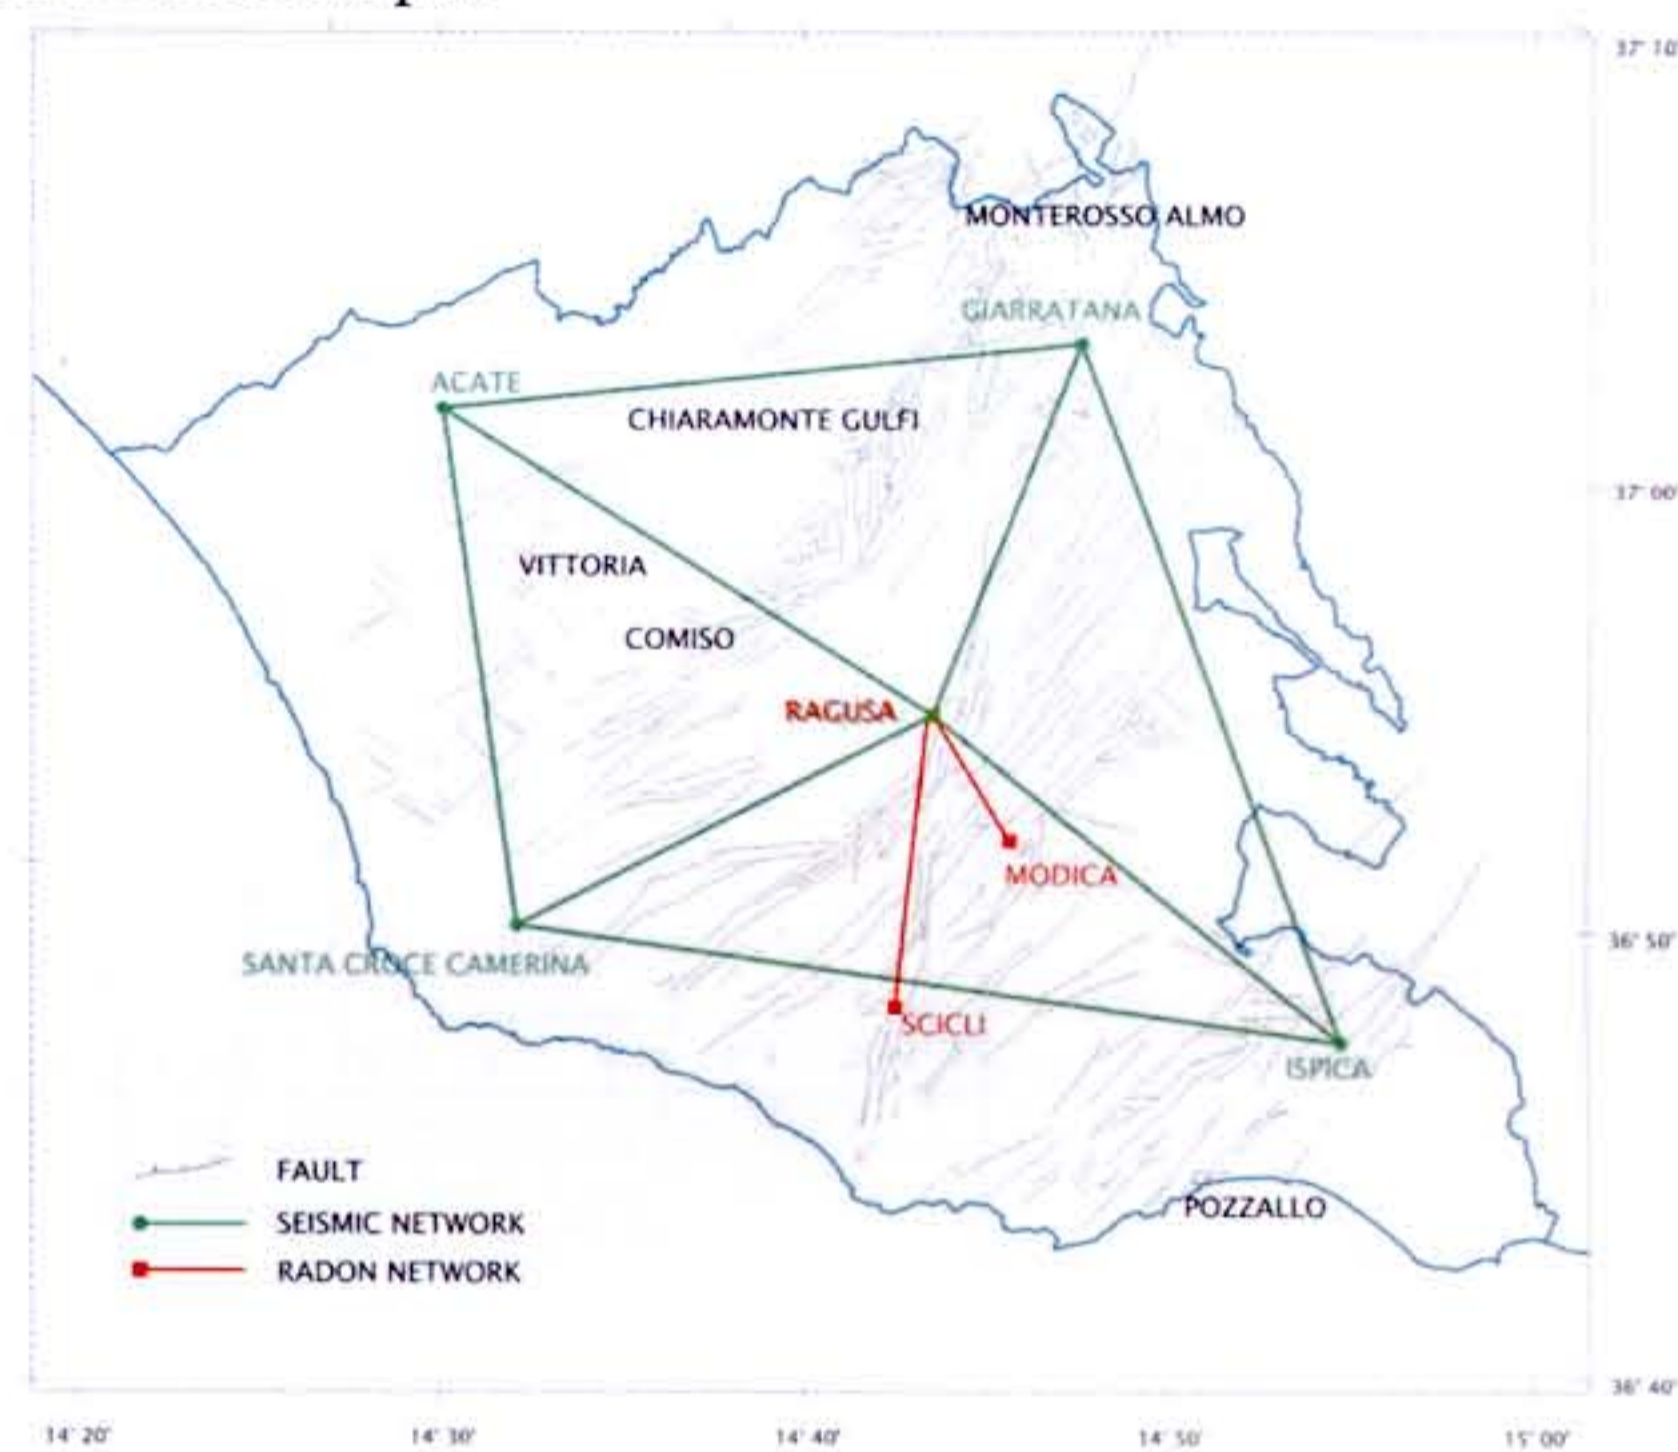 37° 10'
MONTEROSSO ALMO
GIARRATANA
ACATE
CHIARAMONTE GULFI
37° 00'
VITTORIA
COMISO
RAGUSA
MODICA
36° 50'
SANTA CROCE CAMERINA
SCICLI
ISPICA
FAULT
POZZALLO
SEISMIC NETWORK
RADON NETWORK
36° 40'
14° 20' 14° 30' 14° 40' 14° 50' 15° 00'